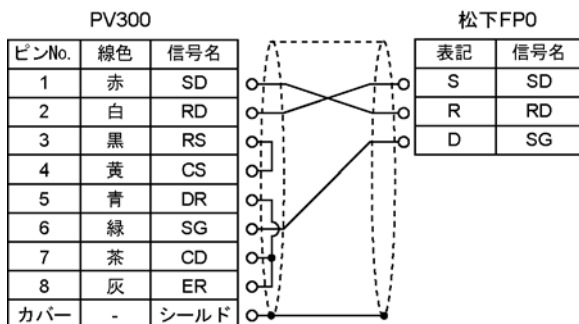 PV300
松下FP0
ピンNo. 線色 信号名
表記 信号名
1 赤 SD
S SD
2 白 RD
R RD
3 黒 RS
D SG
4 黄 CS
5 青 DR
6 緑 SG
7 茶 CD
8 灰 ER
カバー - シールド